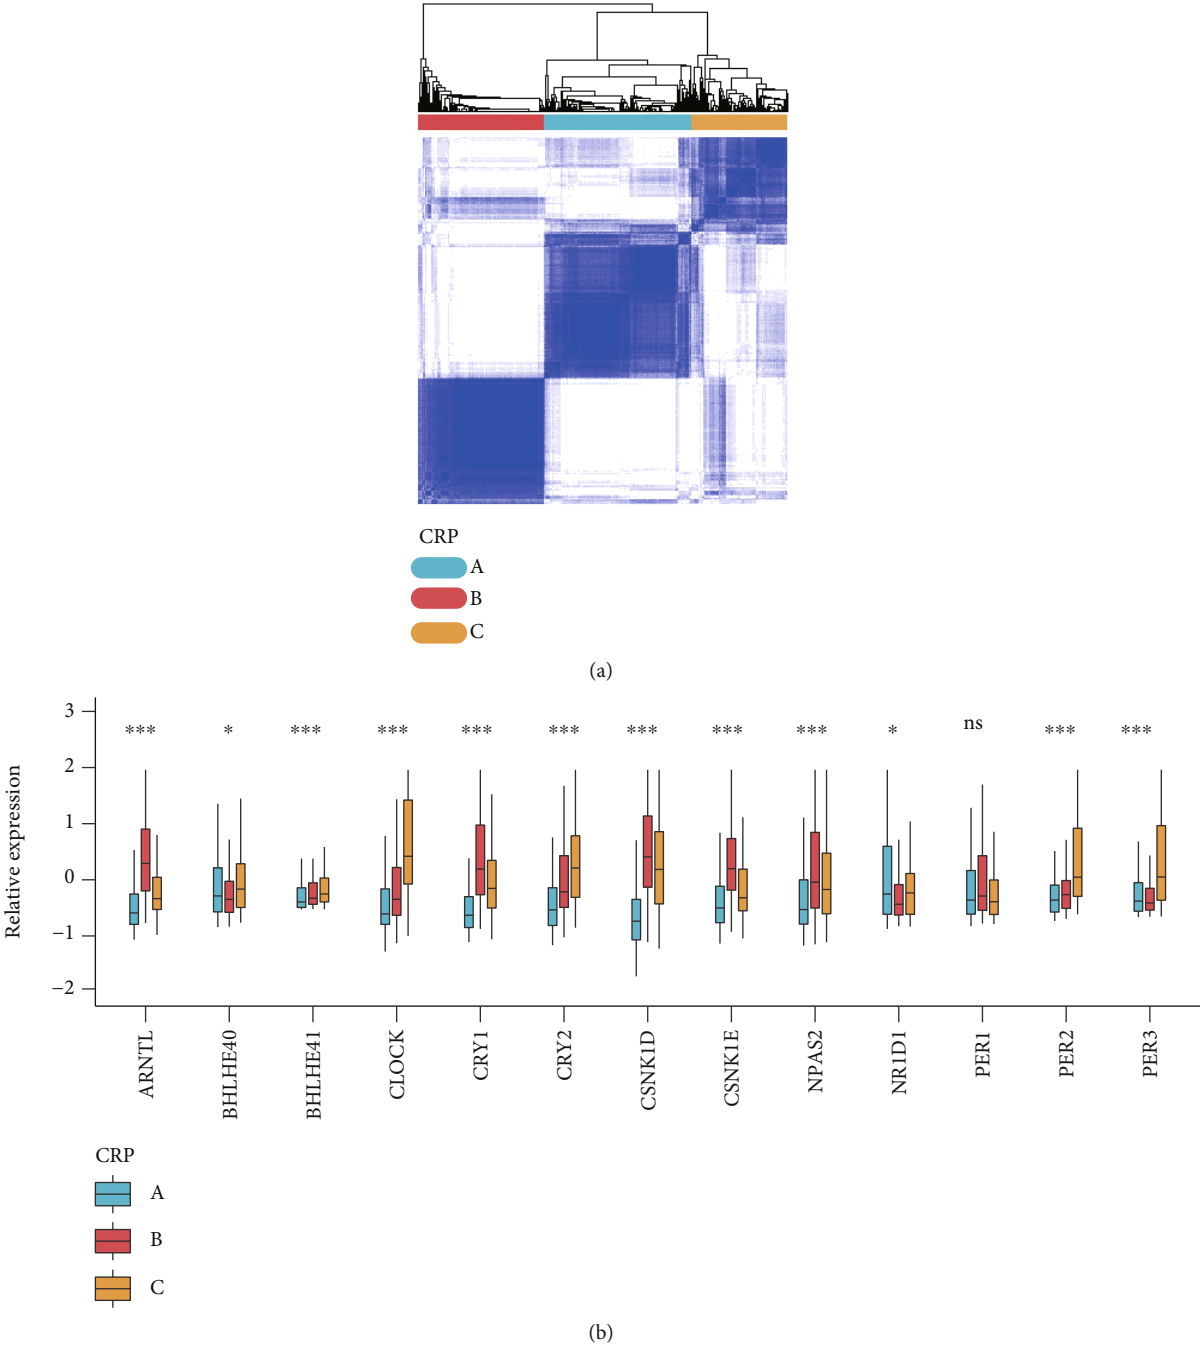 CRP
A
B
C
(a)
Relative expression
3
2
1
0
−1
−2
*** * *** *** *** *** *** *** *** * ns *** ***
ARNTL
BHLHE40
BHLHE41
CLOCK
CRY1
CRY2
CSNK1D
CSNK1E
NPAS2
NR1D1
PER1
PER2
PER3
CRP
A
B
C
(b)